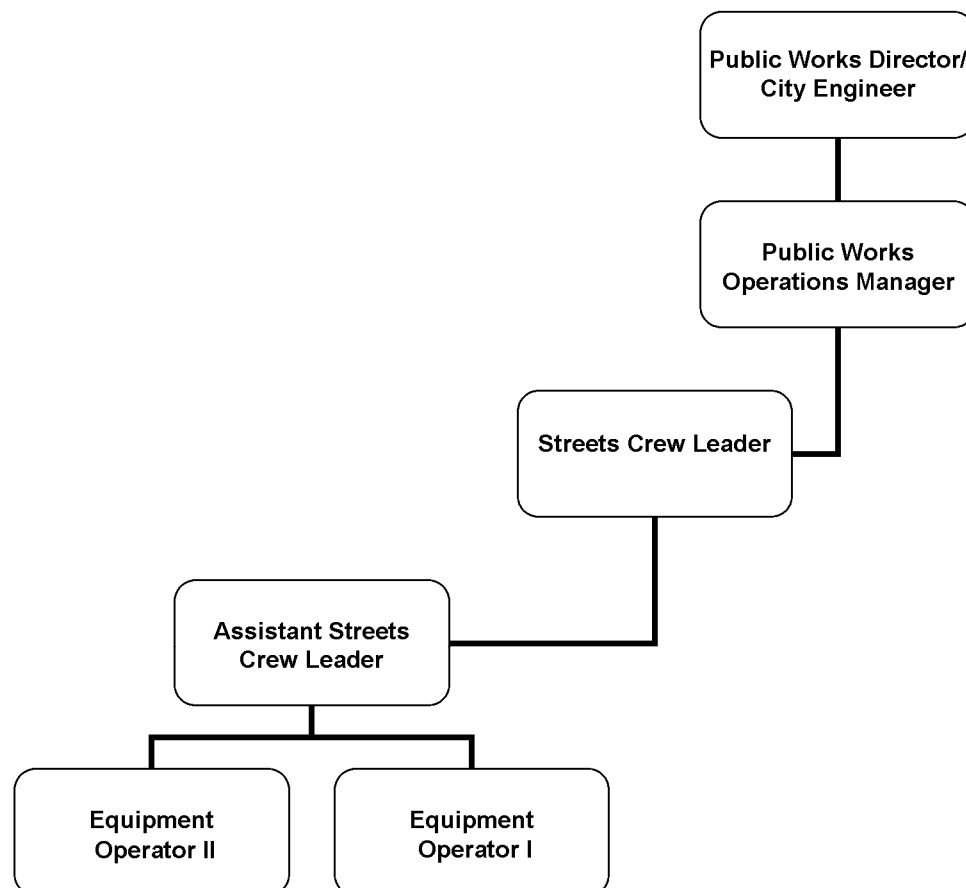 Public Works Director/
City Engineer
Public Works
Operations Manager
Streets Crew Leader
Assistant Streets
Crew Leader
Equipment
Operator II
Equipment
Operator I